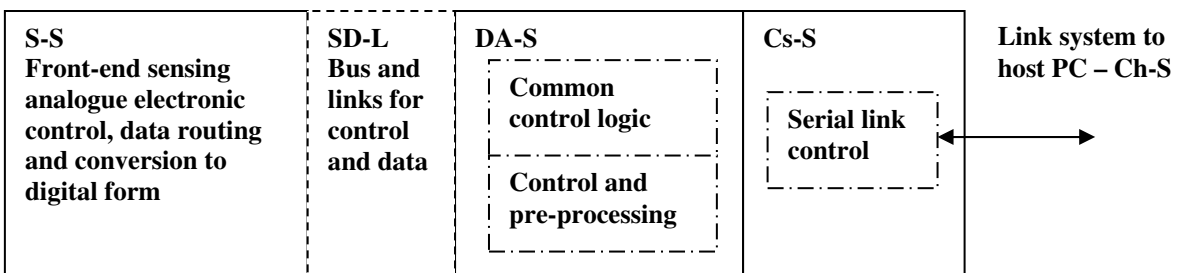 S-S
Front-end sensing
analogue electronic
control, data routing
and conversion to
digital form
SD-L
Bus and
links for
control
and data
DA-S
Common
control logic
Control and
pre-processing
Cs-S
Serial link
control
Link system to
host PC – Ch-S